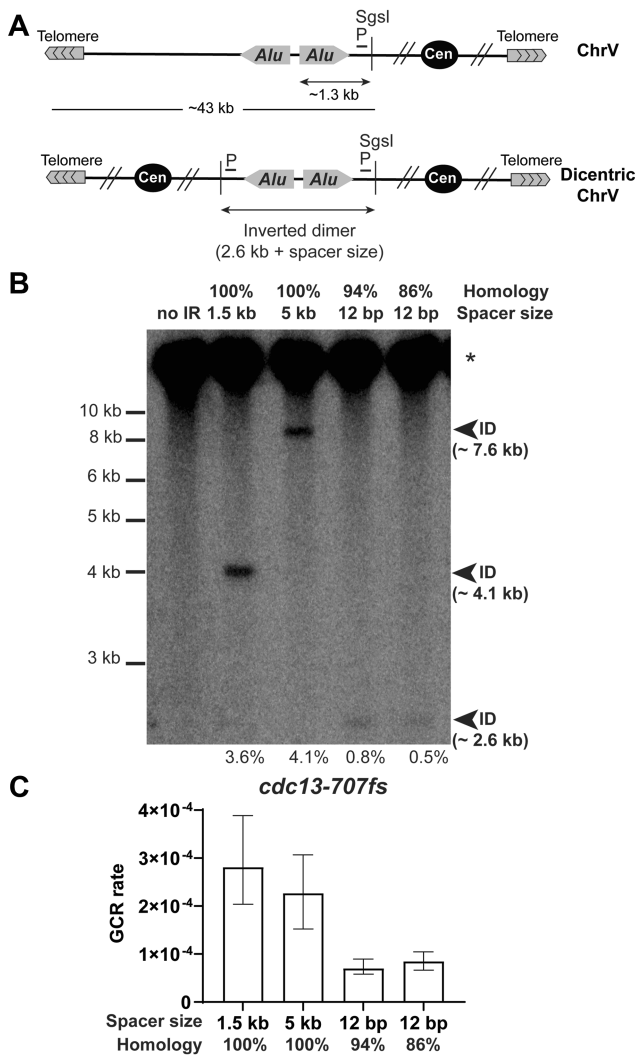 A
SgsI
Telomere P Telomere
Alu Alu Cen ChrV
~1.3 kb
~43 kb
SgsI
Telomere P P Telomere
Cen Alu Alu Cen Dicentric
ChrV
Inverted dimer
(2.6 kb + spacer size)
B
100% 100% 94% 86% Homology
no IR 1.5 kb 5 kb 12 bp 12 bp Spacer size
*
10 kb
8 kb
ID
(~ 7.6 kb)
6 kb
5 kb
4 kb
ID
(~ 4.1 kb)
3 kb
ID
(~ 2.6 kb)
3.6% 4.1% 0.8% 0.5%
C
cdc13-707fs
4×10-4
3×10-4
2×10-4
1×10-4
0
GCR rate
Spacer size 1.5 kb 5 kb 12 bp 12 bp
Homology 100% 100% 94% 86%